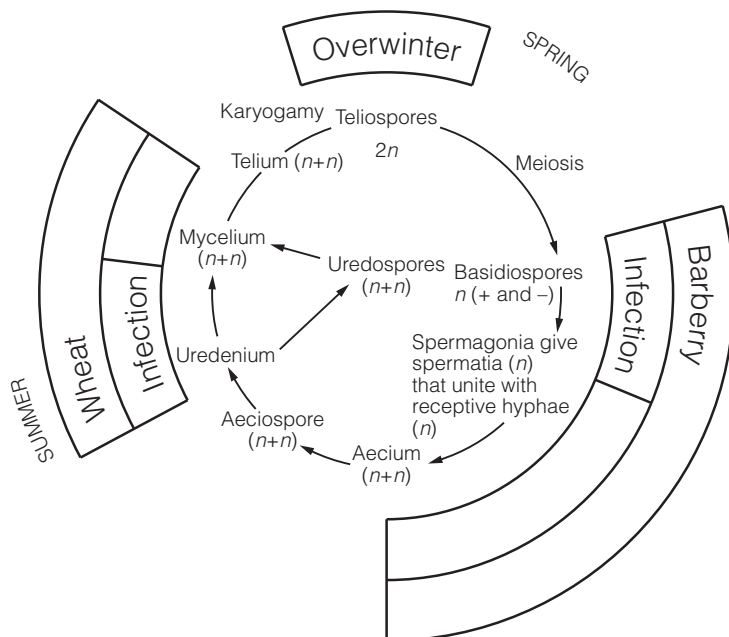 Overwinter
SPRING
Karyogamy
Teliospores
2n
Telium (n+n)
Meiosis
Mycelium
(n+n)
Uredospores
(n+n)
Basidiospores
n (+ and –)
Infection
Barberry
Wheat
Infection
SUMMER
Uredenium
Spermagonia give
spermatia (n)
that unite with
receptive hyphae
(n)
Aeciospore
(n+n)
Aecium
(n+n)